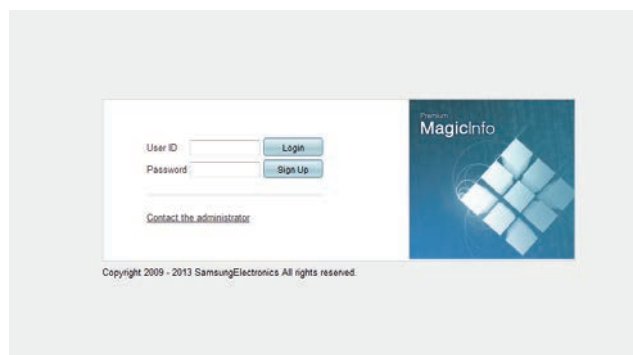 Premium
MagicInfo
User ID
Login
Password
Sign Up
Contact the administrator
Copyright 2009 - 2013 SamsungElectronics All rights reserved.